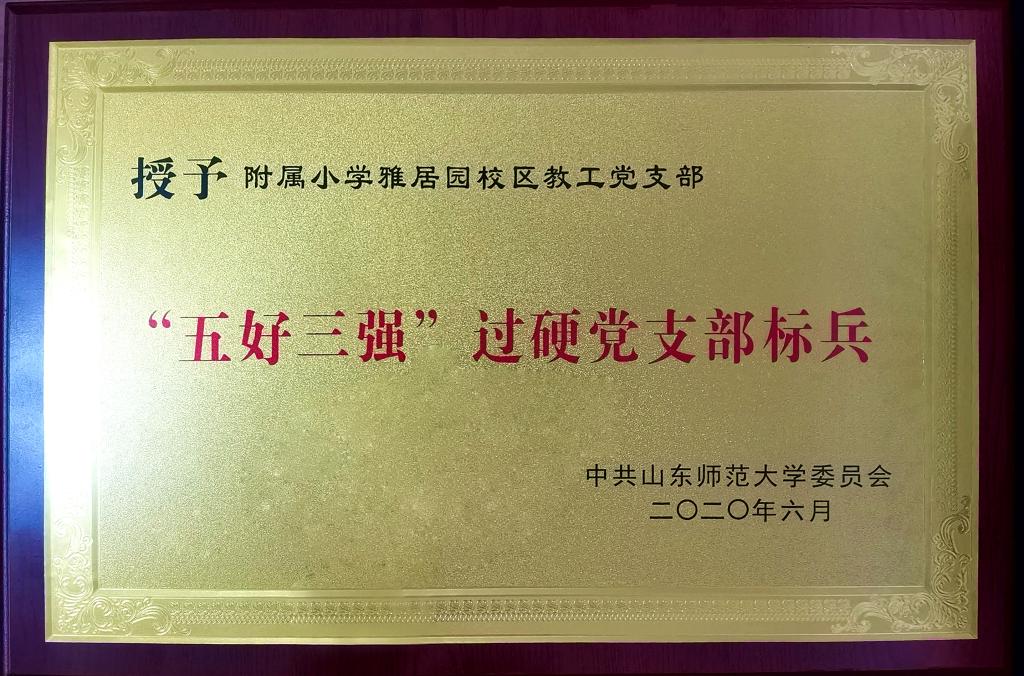 授予 附属小学雅居园校区教工党支部
“五好三强”过硬党支部标兵
中共山东师范大学委员会
二〇二〇年六月